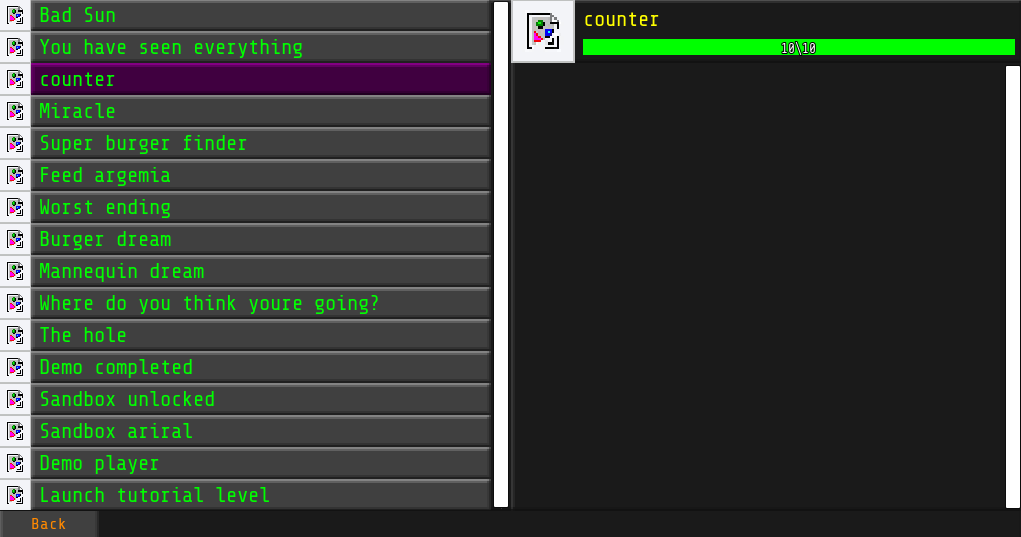 Bad Sun
You have seen everything
counter
Miracle
Super burger finder
Feed argemia
Worst ending
Burger dream
Mannequin dream
Where do you think youre going?
The hole
Demo completed
Sandbox unlocked
Sandbox ariral
Demo player
Launch tutorial level
Back
counter
10\10